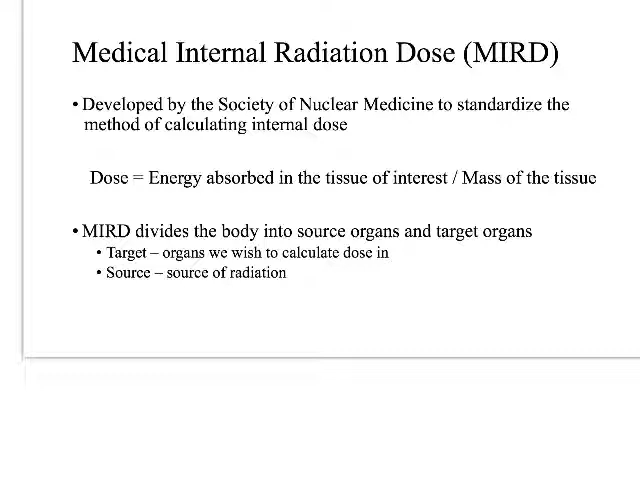 Medical Internal Radiation Dose (MIRD)
• Developed by the Society of Nuclear Medicine to standardize the
method of calculating internal dose
Dose = Energy absorbed in the tissue of interest / Mass of the tissue
• MIRD divides the body into source organs and target organs
• Target – organs we wish to calculate dose in
• Source – source of radiation